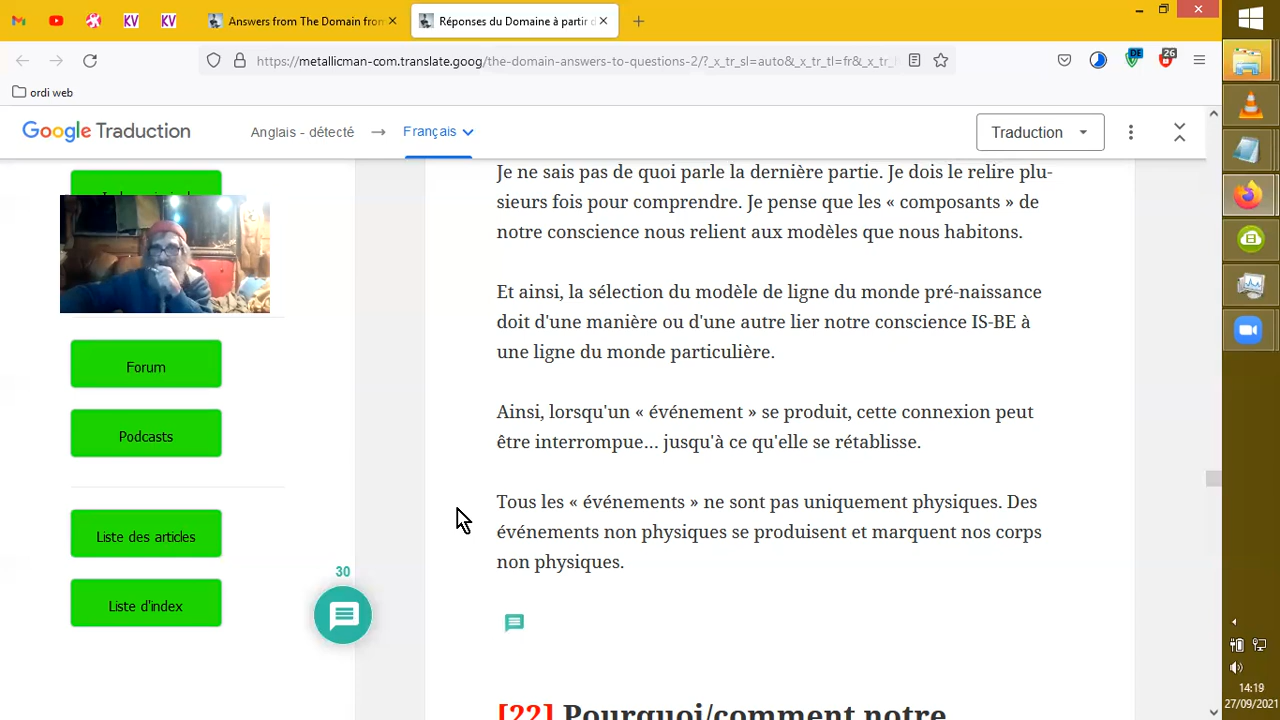 KV
KV
Answers from The Domain from
Réponses du Domaine à partir d
https://metallicman-com.translate.goog/the-domain-answers-to-questions-2/?_x_tr_sl=auto&_x_tr_tl=fr&_x_tr_
DE
26
ordi web
Google Traduction
Anglais - détecté
Français
Traduction
Je ne sais pas de quoi parle la dernière partie. Je dois le relire plu-
sieurs fois pour comprendre. Je pense que les « composants » de
notre conscience nous relient aux modèles que nous habitons.
Et ainsi, la sélection du modèle de ligne du monde pré-naissance
doit d'une manière ou d'une autre lier notre conscience IS-BE à
une ligne du monde particulière.
Ainsi, lorsqu'un « événement » se produit, cette connexion peut
être interrompue... jusqu'à ce qu'elle se rétablisse.
Tous les « événements » ne sont pas uniquement physiques. Des
événements non physiques se produisent et marquent nos corps
non physiques.
[22] Pourquoi/comment notre
Forum
Podcasts
Liste des articles
Liste d'index
30
14:19
27/09/2021